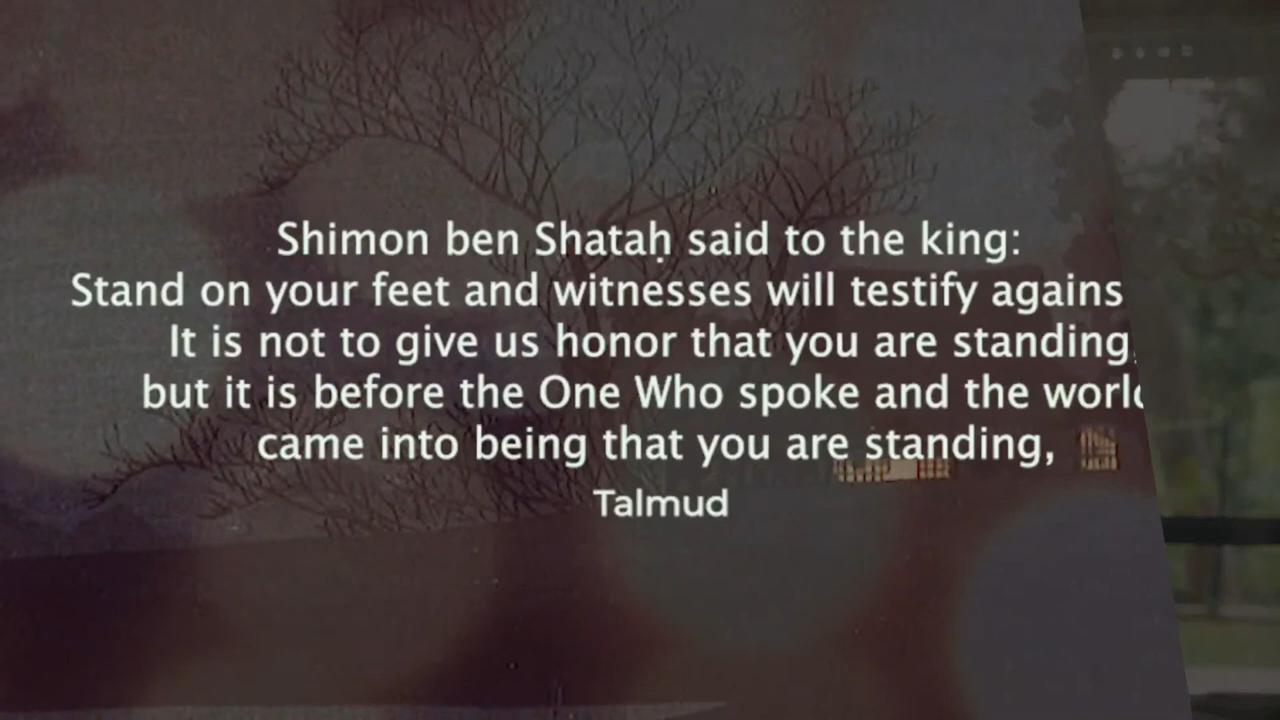 Shimon ben Shataḥ said to the king:
Stand on your feet and witnesses will testify agains
It is not to give us honor that you are standing,
but it is before the One Who spoke and the worl
came into being that you are standing,
Talmud